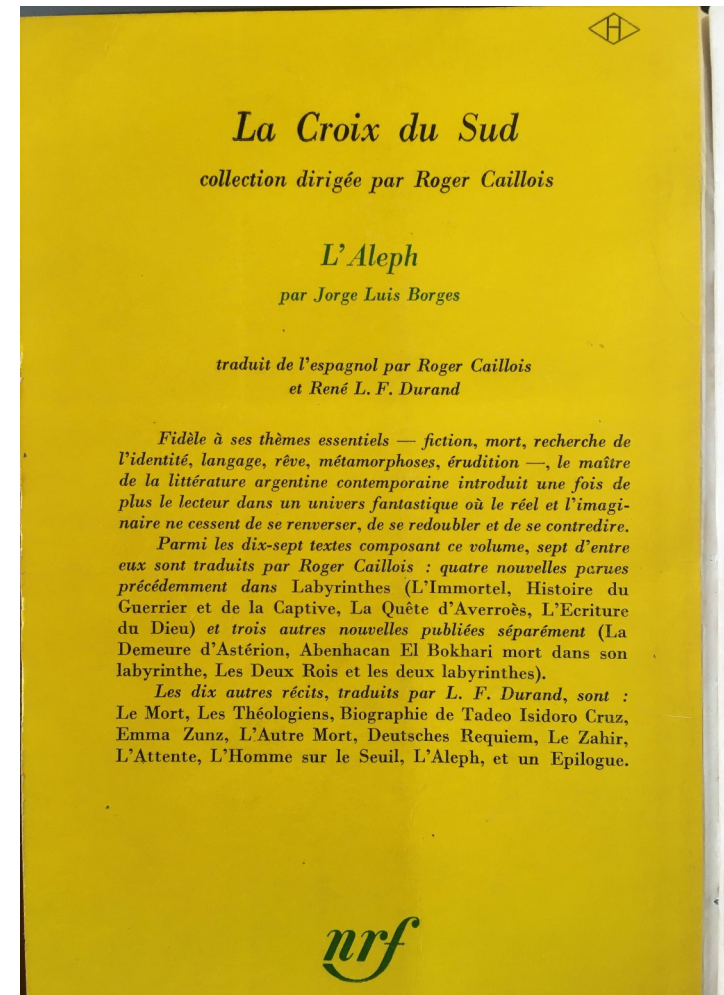 H
La Croix du Sud
collection dirigée par Roger Caillois
L'Aleph
par Jorge Luis Borges
traduit de l'espagnol par Roger Caillois
et René L. F. Durand
Fidèle à ses thèmes essentiels — fiction, mort, recherche de
l'identité, langage, rêve, métamorphoses, érudition —, le maître
de la littérature argentine contemporaine introduit une fois de
plus le lecteur dans un univers fantastique où le réel et l'imagi-
naire ne cessent de se renverser, de se redoubler et de se contredire.
Parmi les dix-sept textes composant ce volume, sept d'entre
eux sont traduits par Roger Caillois : quatre nouvelles parues
précédemment dans Labyrinthes (L'Immortel, Histoire du
Guerrier et de la Captive, La Quête d'Averroès, L'Ecriture
du Dieu) et trois autres nouvelles publiées séparément (La
Demeure d'Astérion, Abenhacan El Bokhari mort dans son
labyrinthe, Les Deux Rois et les deux labyrinthes).
Les dix autres récits, traduits par L. F. Durand, sont :
Le Mort, Les Théologiens, Biographie de Tadeo Isidoro Cruz,
Emma Zunz, L'Autre Mort, Deutsches Requiem, Le Zahir,
L'Attente, L'Homme sur le Seuil, L'Aleph, et un Epilogue.
nrf